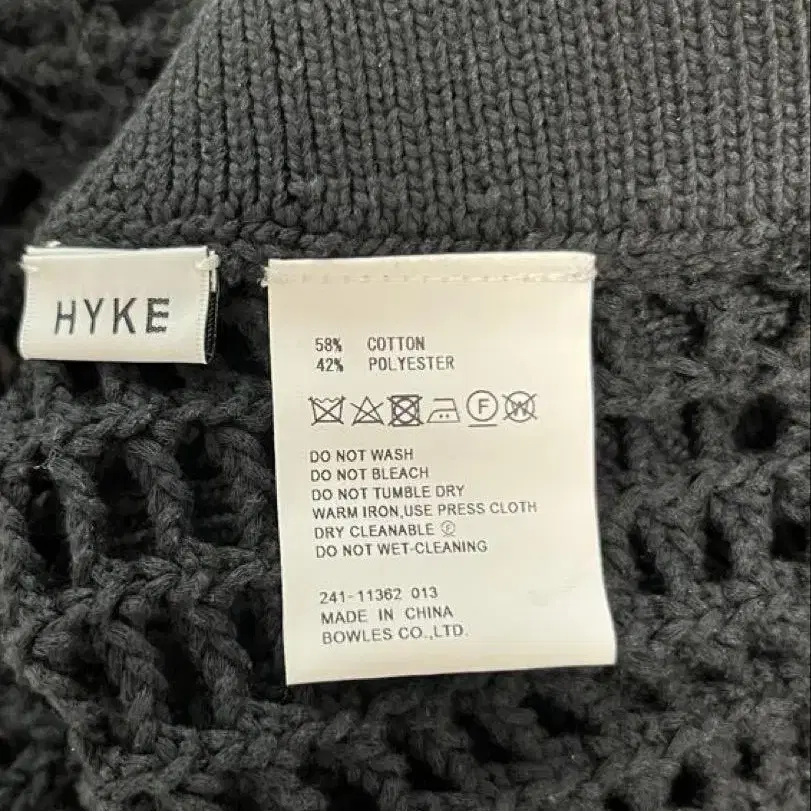 HYKE
58% COTTON
42% POLYESTER
F W
DO NOT WASH
DO NOT BLEACH
DO NOT TUMBLE DRY
WARM IRON,USE PRESS CLOTH
DRY CLEANABLE Ⓕ
DO NOT WET-CLEANING
241-11362 013
MADE IN CHINA
BOWLES CO.,LTD.